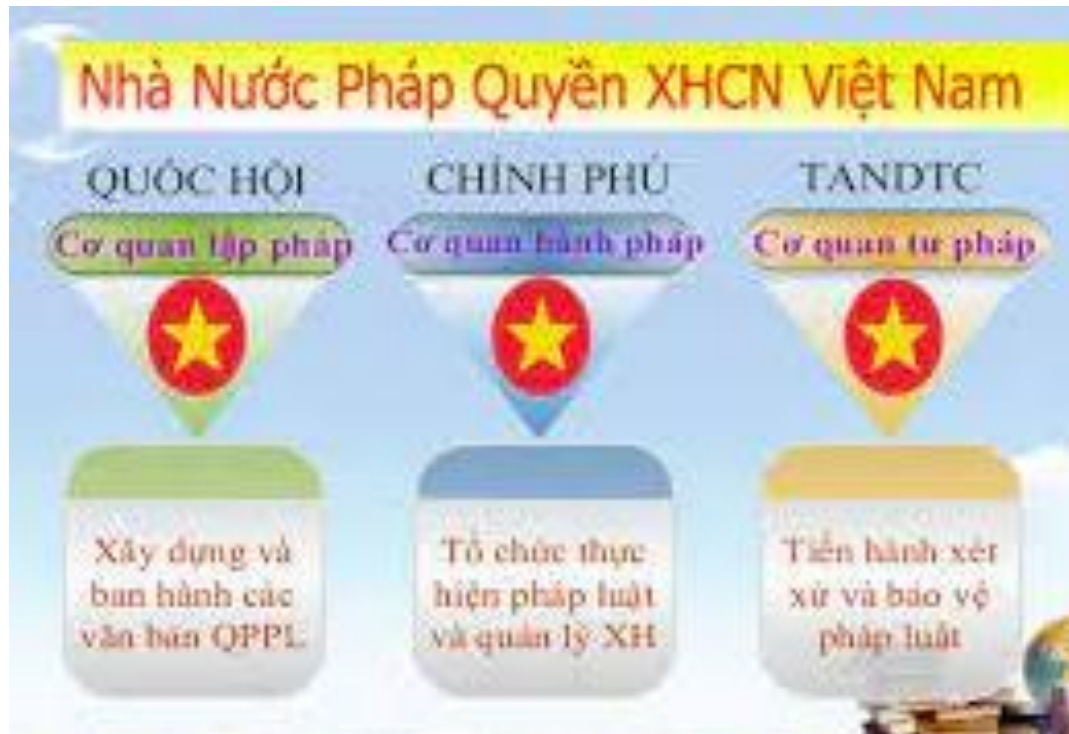 Nhà Nước Pháp Quyền XHCN Việt Nam
QUỐC HỘI
CHÍNH PHỦ
TANDTC
Cơ quan lập pháp
Cơ quan hành pháp
Cơ quan tư pháp
Xây dựng và
ban hành các
văn bản QPPL
Tổ chức thực
hiện pháp luật
và quản lý XH
Tiến hành xét
xử và bảo vệ
pháp luật